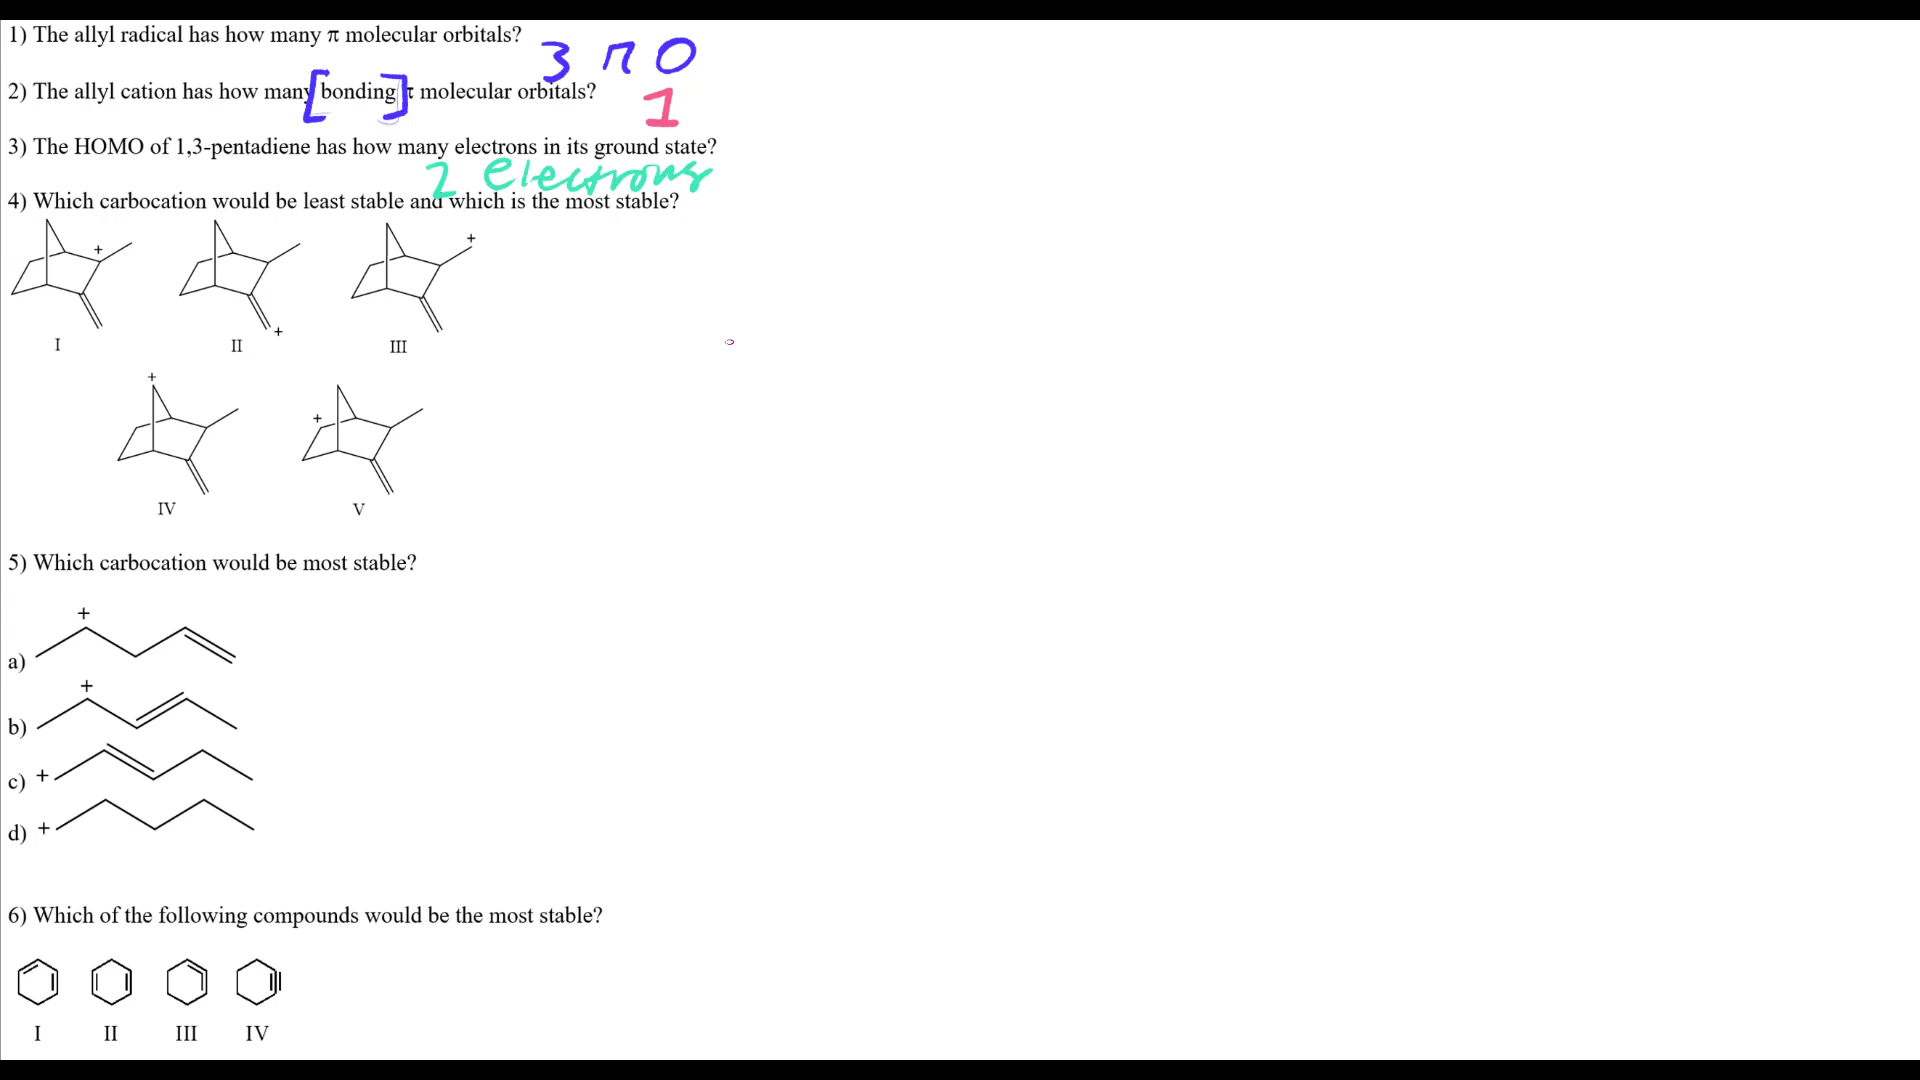 1) The allyl radical has how many π molecular orbitals?
3 π O
2) The allyl cation has how many [bonding] π molecular orbitals?
1
3) The HOMO of 1,3-pentadiene has how many electrons in its ground state?
2 electrons
4) Which carbocation would be least stable and which is the most stable?
+
+
+
I
II
III
+
+
IV
V
5) Which carbocation would be most stable?
+
a)
+
b)
c) +
d) +
6) Which of the following compounds would be the most stable?
I II III IV